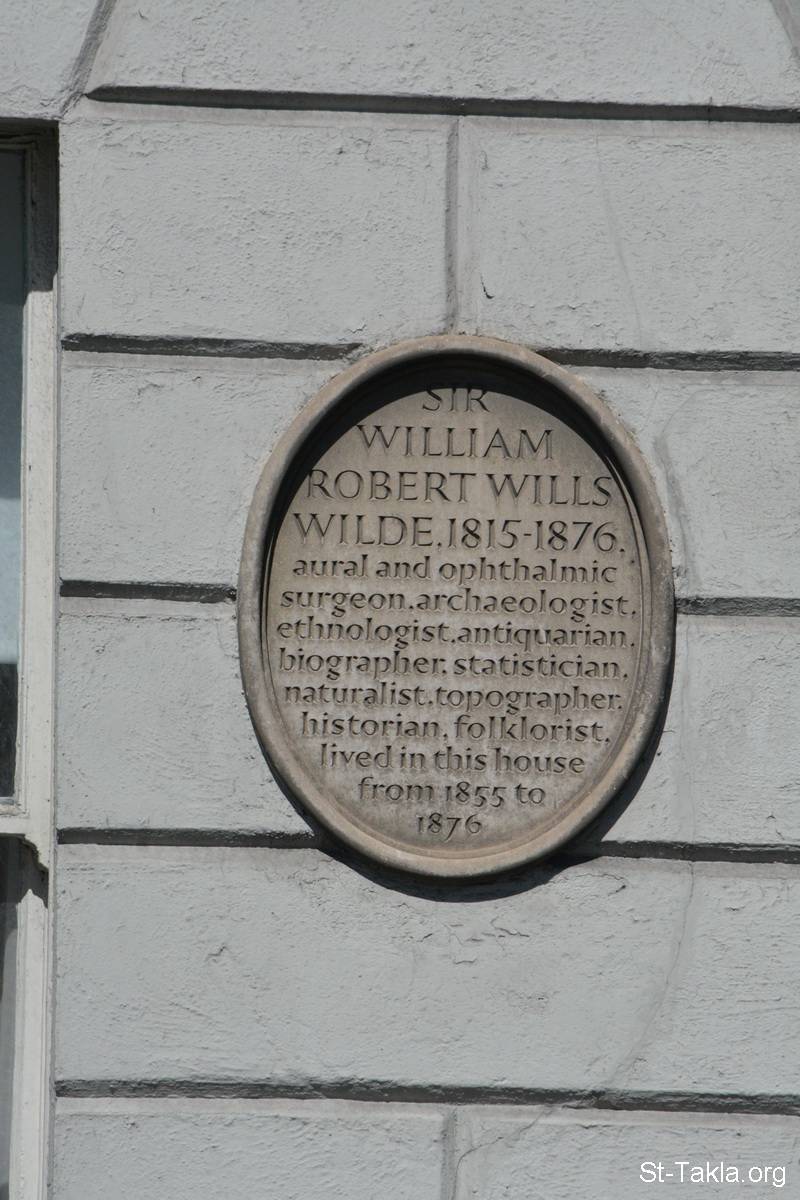 SIR
WILLIAM
ROBERT WILLS
WILDE.1815-1876.
aural and ophthalmic
surgeon.archaeologist.
ethnologist.antiquarian.
biographer.statistician.
naturalist.topographer.
historian.folklorist.
lived in this house
from 1855 to
1876
St-Takla.org